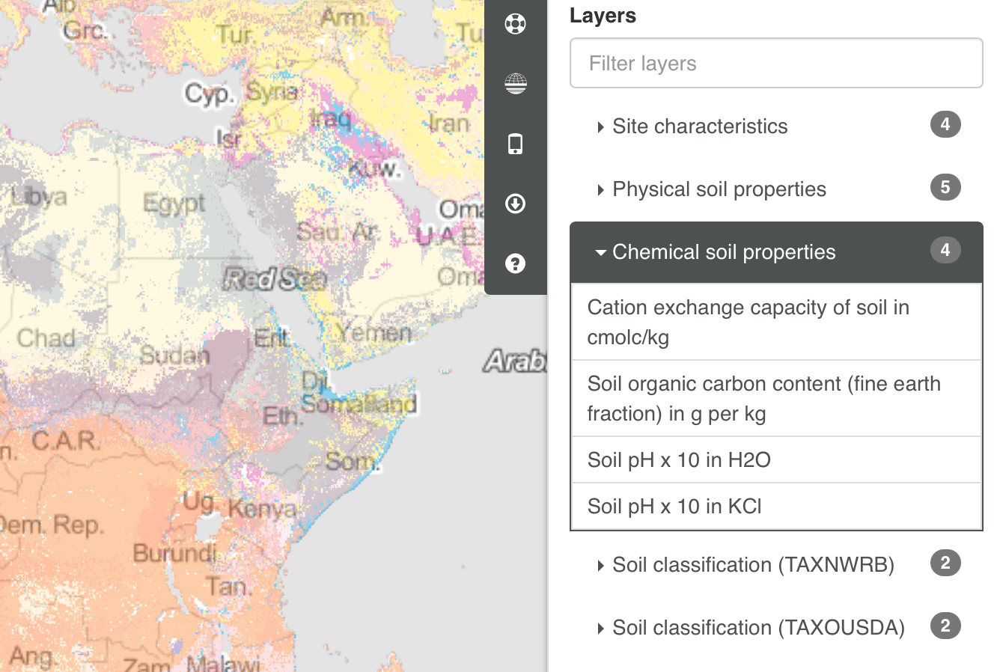 Alb
Grc.
Tur.
Arm.
Tu
Cyp.
Syria
Iraq
Iran
Isr
Kuw.
Libya
Egypt
Oma
Sau. Ar.
U.A.E.
Red Sea
Oma
Chad
Sudan
Erit.
Yemen
Arab
Dji.
Somaliland
Eth.
C.A.R.
n.
Som.
Ug.
Kenya
Dem. Rep.
Burundi
Tan.
Ang.
Zam.
Malawi
Layers
Filter layers
Site characteristics 4
Physical soil properties 5
Chemical soil properties 4
Cation exchange capacity of soil in
cmolc/kg
Soil organic carbon content (fine earth
fraction) in g per kg
Soil pH x 10 in H2O
Soil pH x 10 in KCl
Soil classification (TAXNWRB) 2
Soil classification (TAXOUSDA) 2